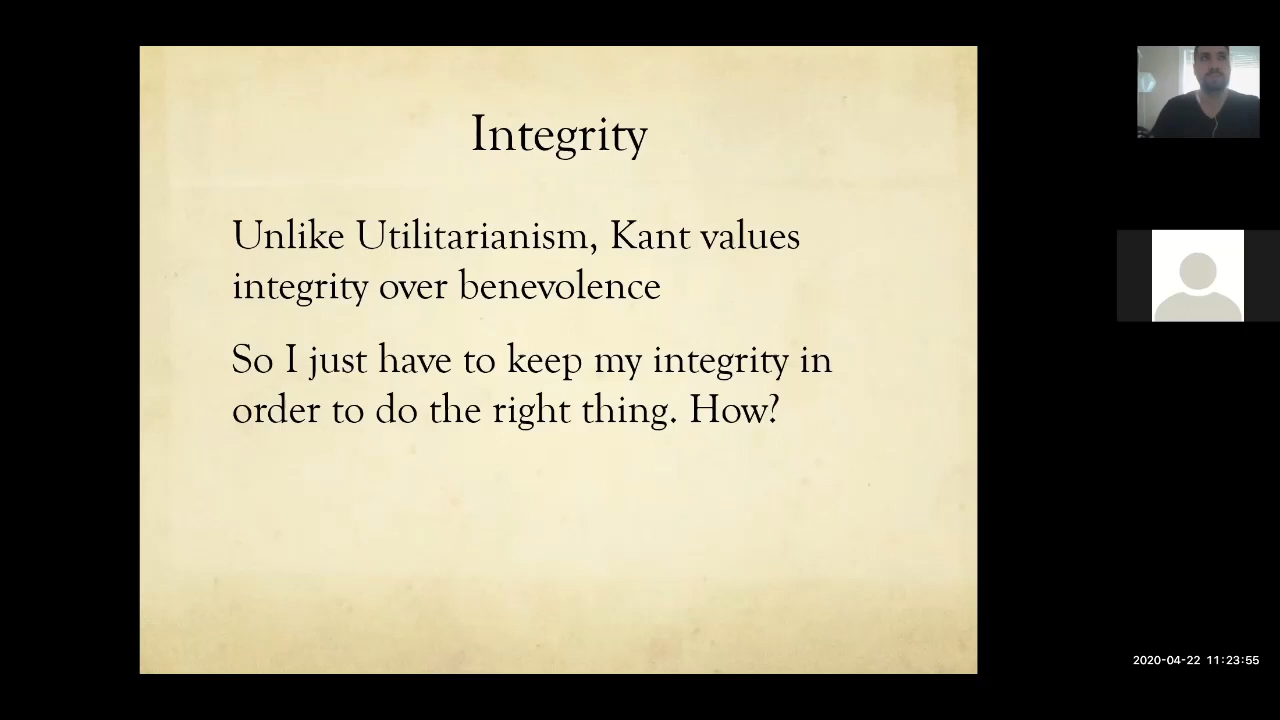 Integrity
Unlike Utilitarianism, Kant values
integrity over benevolence
So I just have to keep my integrity in
order to do the right thing. How?
2020-04-22 11:23:55